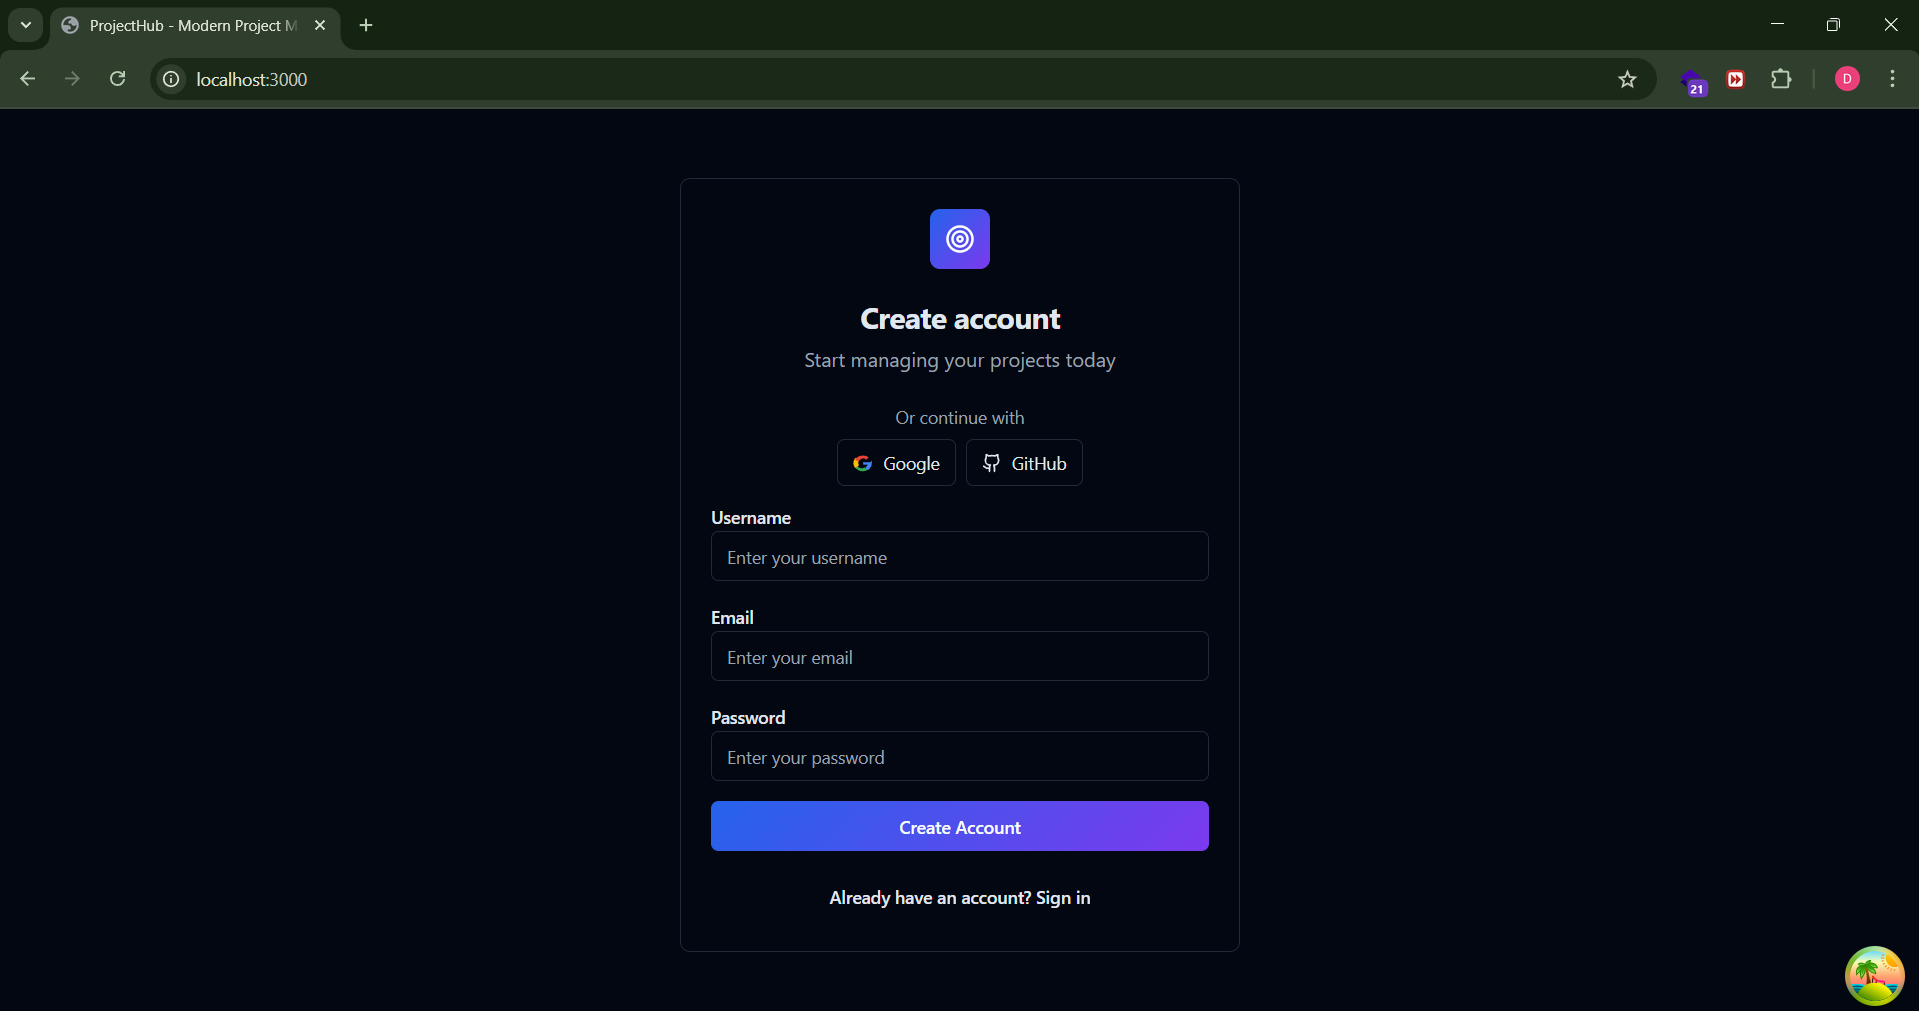 ProjectHub - Modern Project M
localhost:3000
21
D
Create account
Start managing your projects today
Or continue with
Google
GitHub
Username
Enter your username
Email
Enter your email
Password
Enter your password
Create Account
Already have an account? Sign in